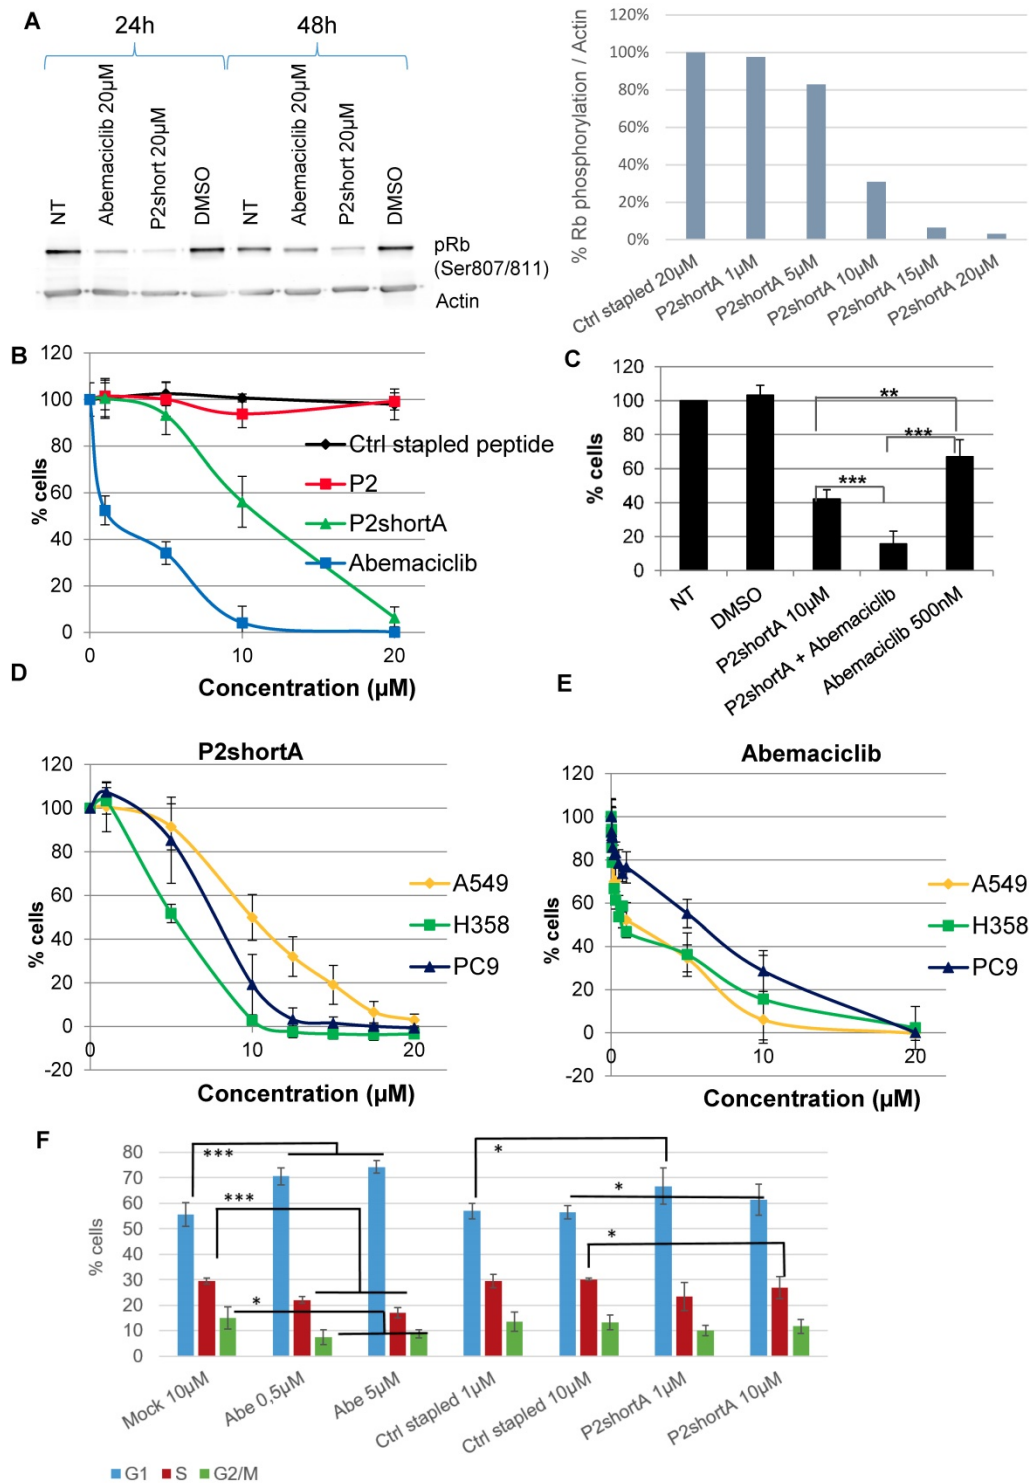 A
24h
48h
NT
Abemaciclib 20µM
P2short 20µM
DMSO
NT
Abemaciclib 20µM
P2short 20µM
DMSO
pRb
(Ser807/811)
Actin
% Rb phosphorylation / Actin
120%
100%
80%
60%
40%
20%
0%
Ctrl stapled 20µM
P2shortA 1µM
P2shortA 5µM
P2shortA 10µM
P2shortA 15µM
P2shortA 20µM
B
% cells
120
100
80
60
40
20
0
0
10
20
Concentration (µM)
Ctrl stapled peptide
P2
P2shortA
Abemaciclib
C
% cells
120
100
80
60
40
20
0
**
***
***
NT
DMSO
P2shortA 10µM
P2shortA + Abemaciclib
Abemaciclib 500nM
D
P2shortA
% cells
120
100
80
60
40
20
0
-20
0
10
20
Concentration (µM)
A549
H358
PC9
E
Abemaciclib
% cells
120
100
80
60
40
20
0
-20
0
10
20
Concentration (µM)
A549
H358
PC9
F
% cells
80
70
60
50
40
30
20
10
0
***
***
*
*
*
*
Mock 10µM
Abe 0,5µM
Abe 5µM
Ctrl stapled 1µM
Ctrl stapled 10µM
P2shortA 1µM
P2shortA 10µM
G1 S G2/M